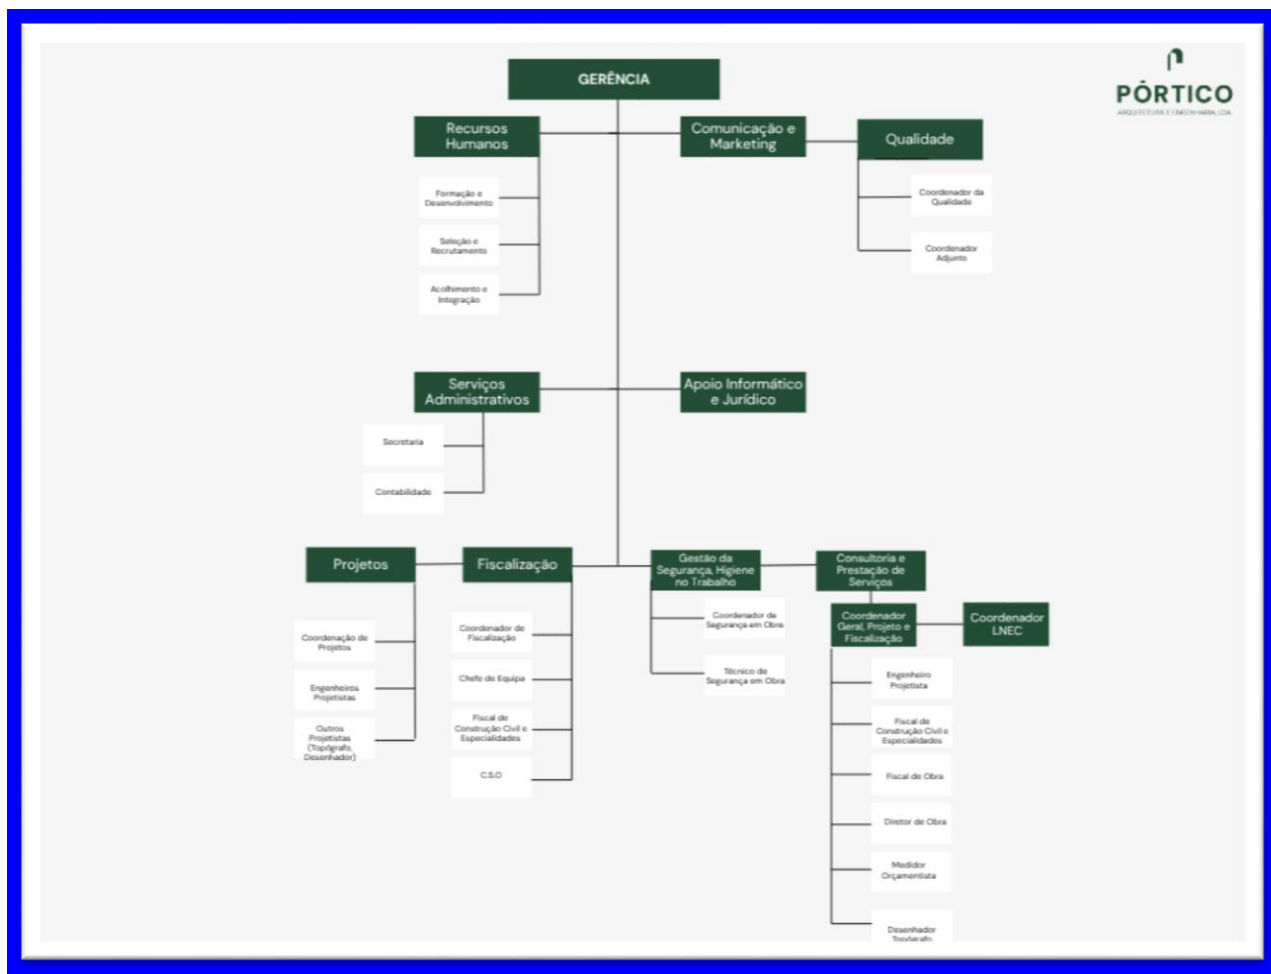 GERÊNCIA
PÓRTICO
ARQUITETURA E ENGENHARIA, LDA.
Recursos
Humanos
Comunicação e
Marketing
Qualidade
Formação e
Desenvolvimento
Seleção e
Recrutamento
Acolhimento e
Integração
Coordenador da
Qualidade
Coordenador
Adjunto
Serviços
Administrativos
Apoio Informático
e Jurídico
Secretaria
Contabilidade
Projetos
Fiscalização
Gestão da
Segurança, Higiene
no Trabalho
Consultoria e
Prestação de
Serviços
Coordenador
Geral, Projeto e
Fiscalização
Coordenador
LNEC
Coordenação de
Projetos
Engenheiros
Projetistas
Outros
Projetistas
(Topógrafo,
Desenhador)
Coordenador de
Fiscalização
Chefe de Equipa
Fiscal de
Construção Civil e
Especialidades
C.S.O
Coordenador de
Segurança em Obra
Técnico de
Segurança em Obra
Engenheiro
Projetista
Fiscal de
Construção Civil e
Especialidades
Fiscal de Obra
Diretor de Obra
Medidor
Orçamentista
Desenhador
Topógrafo